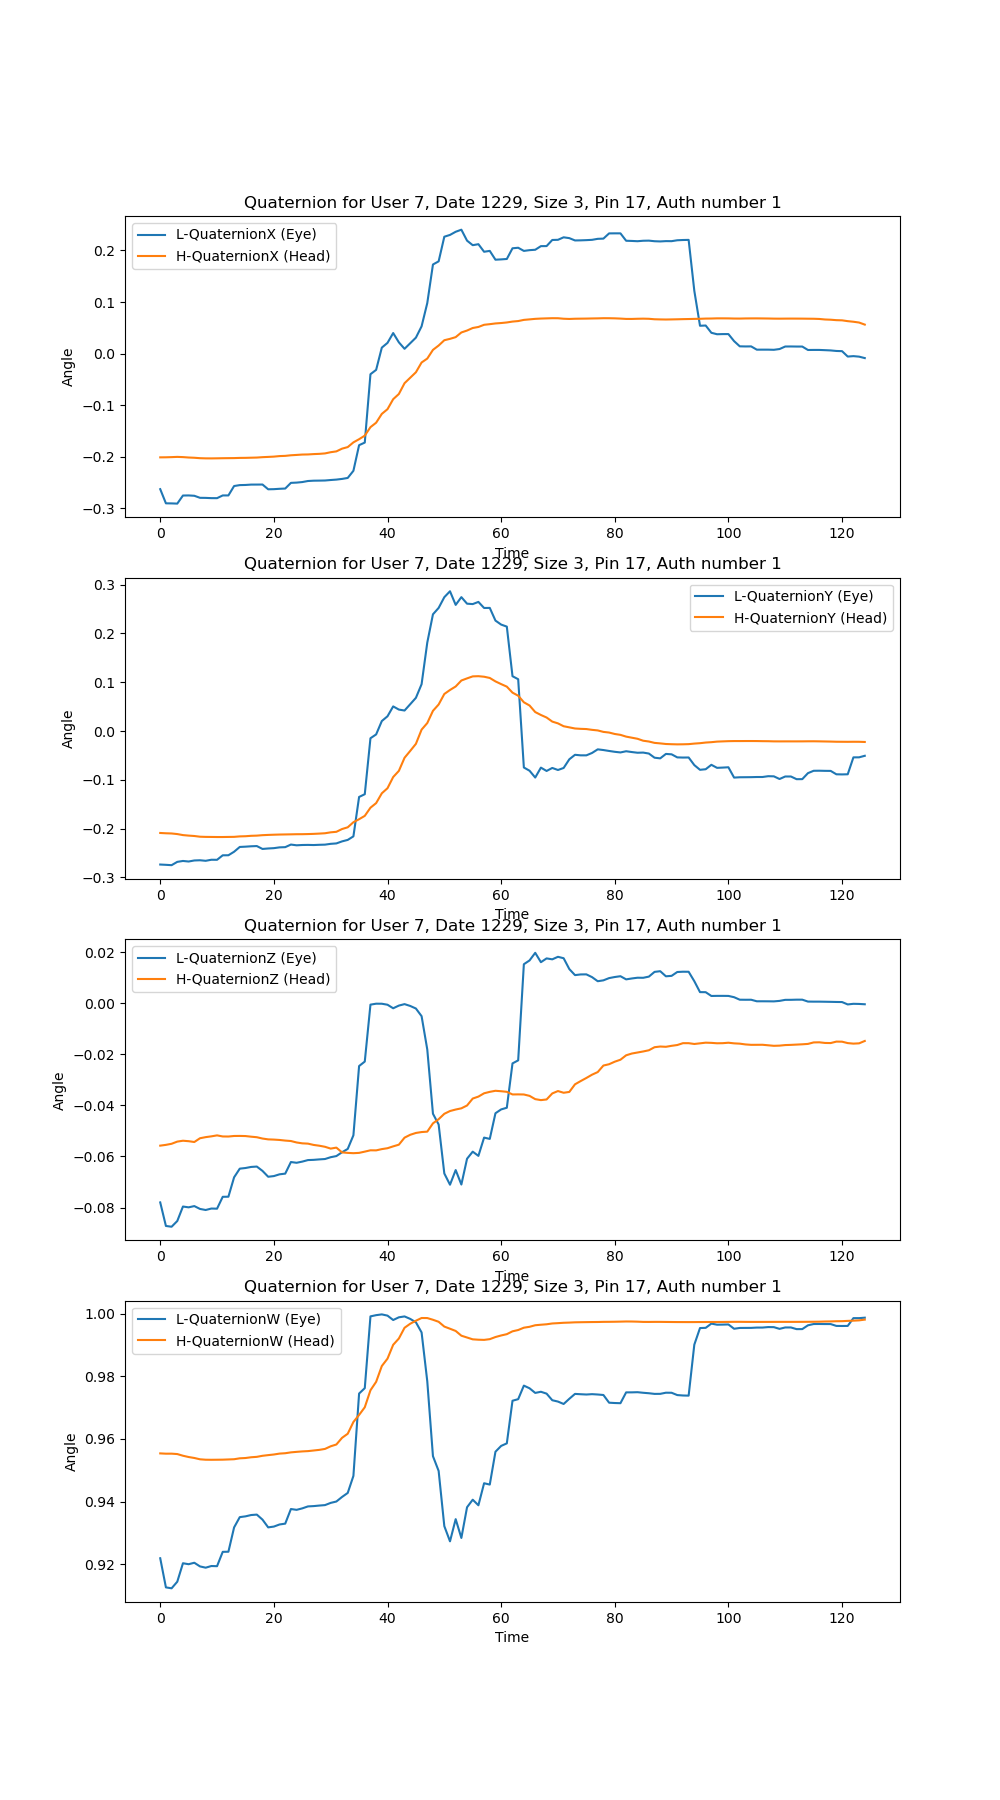 Quaternion for User 7, Date 1229, Size 3, Pin 17, Auth number 1
L-QuaternionX (Eye)
H-QuaternionX (Head)
0.2
0.1
0.0
−0.1
−0.2
−0.3
Angle
0 20 40 60 80 100 120
Time
Quaternion for User 7, Date 1229, Size 3, Pin 17, Auth number 1
L-QuaternionY (Eye)
H-QuaternionY (Head)
0.3
0.2
0.1
0.0
−0.1
−0.2
−0.3
Angle
0 20 40 60 80 100 120
Time
Quaternion for User 7, Date 1229, Size 3, Pin 17, Auth number 1
L-QuaternionZ (Eye)
H-QuaternionZ (Head)
0.02
0.00
−0.02
−0.04
−0.06
−0.08
Angle
0 20 40 60 80 100 120
Time
Quaternion for User 7, Date 1229, Size 3, Pin 17, Auth number 1
L-QuaternionW (Eye)
H-QuaternionW (Head)
1.00
0.98
0.96
0.94
0.92
Angle
0 20 40 60 80 100 120
Time